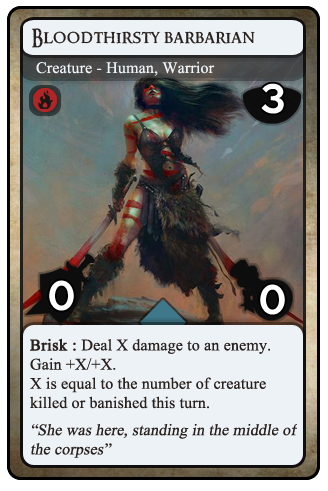 Bloodthirsty barbarian
Creature - Human, Warrior
3
0
0
Brisk : Deal X damage to an enemy.
Gain +X/+X.
X is equal to the number of creature
killed or banished this turn.
“She was here, standing in the middle of
the corpses”